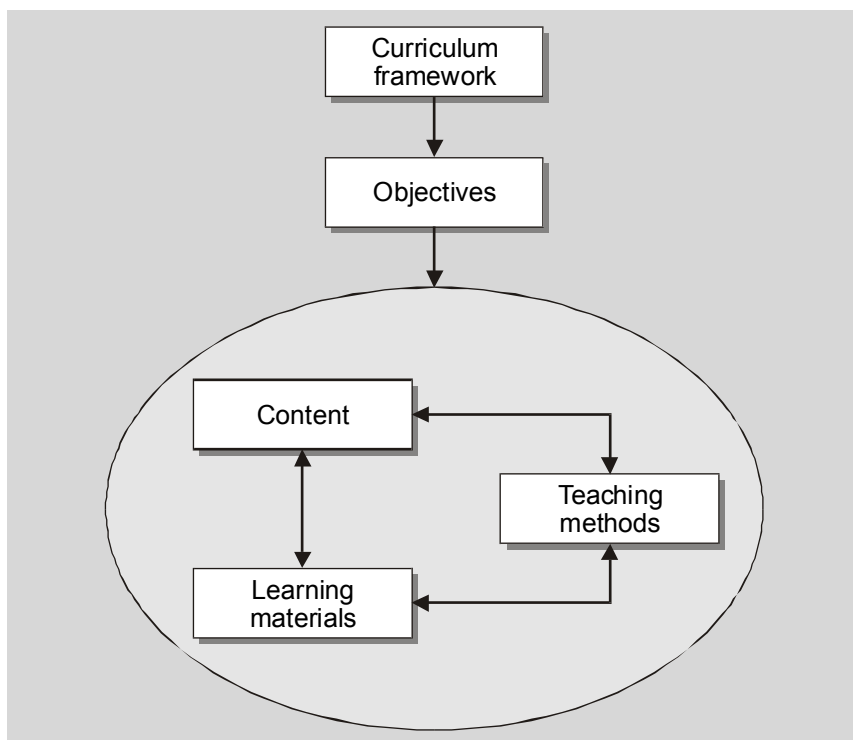 Curriculum
framework
Objectives
Content
Teaching
methods
Learning
materials